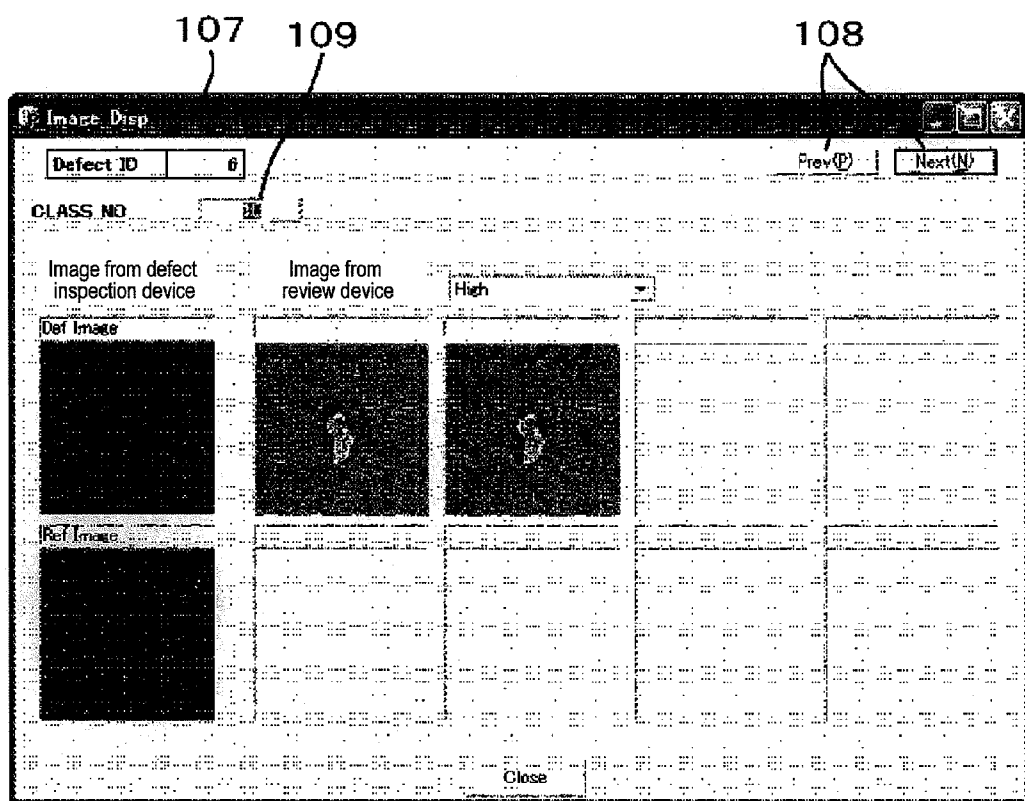 107 109 108
Image Disp
Defect ID 6 Prev(P) Next(N)
CLASS NO
Image from defect
inspection device
Image from
review device
High
Def Image
Ref Image
Close